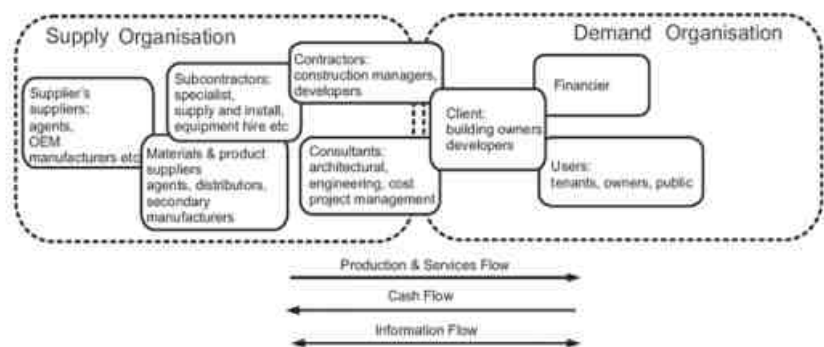 Supply Organisation
Demand Organisation
Supplier's
suppliers:
agents,
OEM
manufacturers etc
Subcontractors:
specialist,
supply and install,
equipment hire etc
Materials & product
suppliers
agents, distributors,
secondary
manufacturers
Contractors:
construction managers,
developers
Consultants:
architectural,
engineering, cost
project management
Client:
building owners
developers
Financier
Users:
tenants, owners, public
Production & Services Flow
Cash Flow
Information Flow